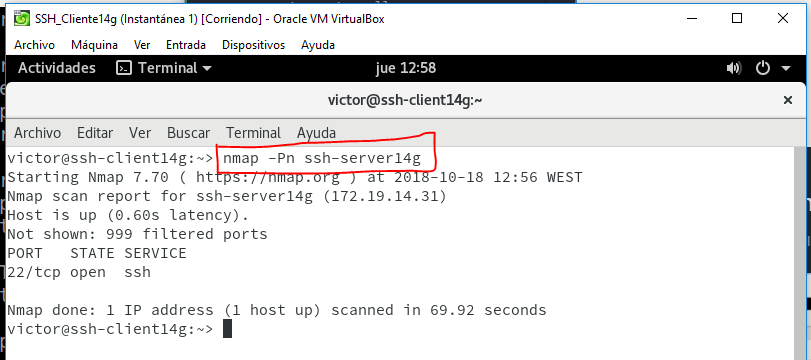 SSH_Cliente14g (Instantánea 1) [Corriendo] - Oracle VM VirtualBox
Archivo Máquina Ver Entrada Dispositivos Ayuda
Actividades Terminal jue 12:58
victor@ssh-client14g:~
Archivo Editar Ver Buscar Terminal Ayuda
victor@ssh-client14g:~> nmap -Pn ssh-server14g
Starting Nmap 7.70 ( https://nmap.org ) at 2018-10-18 12:56 WEST
Nmap scan report for ssh-server14g (172.19.14.31)
Host is up (0.60s latency).
Not shown: 999 filtered ports
PORT   STATE SERVICE
22/tcp open  ssh
Nmap done: 1 IP address (1 host up) scanned in 69.92 seconds
victor@ssh-client14g:~>